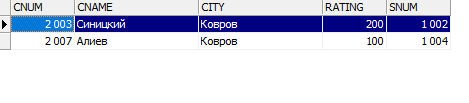 CNUM CNAME CITY RATING SNUM
2 003 Синицкий Ковров 200 1 002
2 007 Алиев Ковров 100 1 004